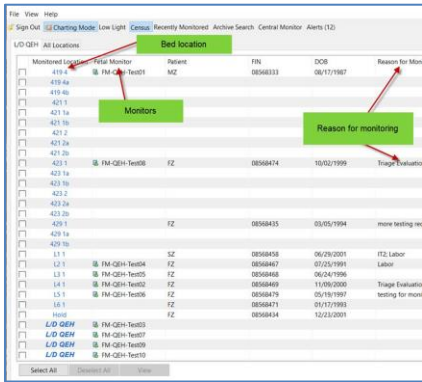 File View Help
Sign Out Charting Mode Low Light Census Recently Monitored Archive Search Central Monitor Alerts (12)
L/D QEH All Locations
Bed location
Monitored Location Fetal Monitor Patient FIN DOB Reason for Moni
419 4 FM-QEH-Test01 MZ 08568333 08/17/1987
419 4a
419 4b
421 1
Monitors
421 1a
421 1b
421 2
Reason for monitoring
421 2a
421 2b
423 1 FM-QEH-Test08 FZ 08568474 10/02/1999 Triage Evaluatio
423 1a
423 1b
423 2
423 2a
423 2b
429 1 FZ 08568435 03/05/1994 more testing rec
429 1a
429 1b
L1 1 SZ 08568458 06/29/2001 IT2; Labor
L2 1 FM-QEH-Test04 FZ 08568467 07/25/1991 Labor
L3 1 FM-QEH-Test05 FZ 08568468 06/24/1996
L4 1 FM-QEH-Test02 FZ 08568469 11/09/2000 Triage Evaluatio
L5 1 FM-QEH-Test06 FZ 08568479 05/19/1997 testing for moni
L6 1 FZ 08568471 01/17/1993
Hold FZ 08568434 12/23/2001
L/D QEH FM-QEH-Test03
L/D QEH FM-QEH-Test07
L/D QEH FM-QEH-Test09
L/D QEH FM-QEH-Test10
Select All Deselect All View